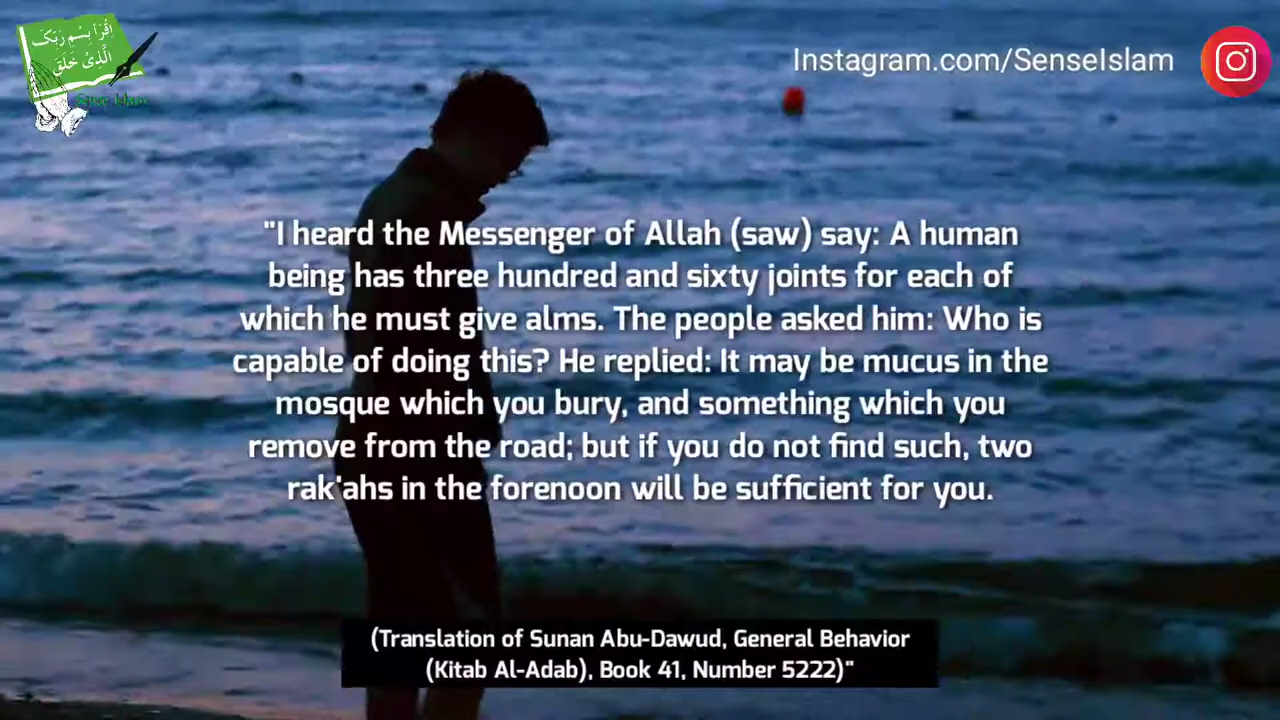 اقْرَأْ بِسْمِ رَبِّكَ
الَّذِىْ خَلَقَ
Sense Islam
Instagram.com/SenseIslam
"I heard the Messenger of Allah (saw) say: A human
being has three hundred and sixty joints for each of
which he must give alms. The people asked him: Who is
capable of doing this? He replied: It may be mucus in the
mosque which you bury, and something which you
remove from the road; but if you do not find such, two
rak'ahs in the forenoon will be sufficient for you.
(Translation of Sunan Abu-Dawud, General Behavior
(Kitab Al-Adab), Book 41, Number 5222)"